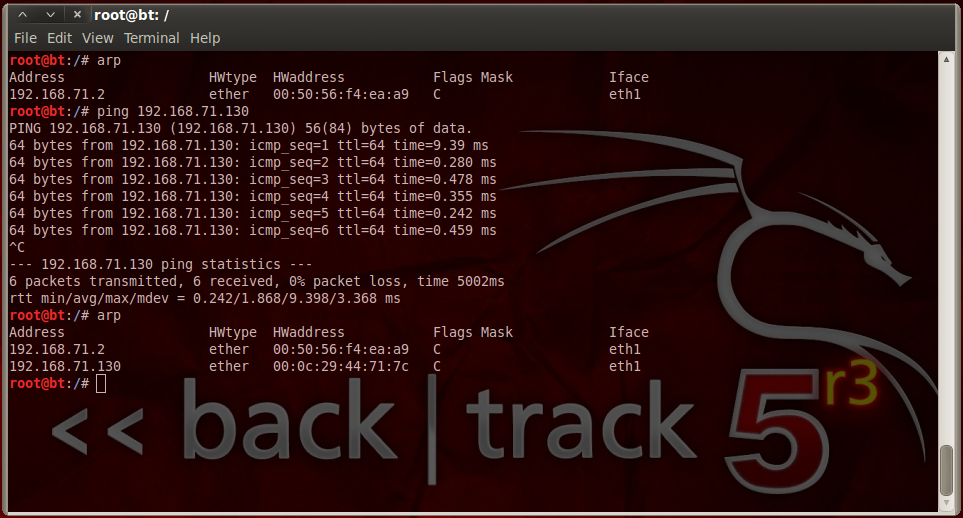 root@bt: /
File Edit View Terminal Help
root@bt:/# arp
Address                  HWtype  HWaddress           Flags Mask            Iface
192.168.71.2             ether   00:50:56:f4:ea:a9   C                     eth1
root@bt:/# ping 192.168.71.130
PING 192.168.71.130 (192.168.71.130) 56(84) bytes of data.
64 bytes from 192.168.71.130: icmp_seq=1 ttl=64 time=9.39 ms
64 bytes from 192.168.71.130: icmp_seq=2 ttl=64 time=0.280 ms
64 bytes from 192.168.71.130: icmp_seq=3 ttl=64 time=0.478 ms
64 bytes from 192.168.71.130: icmp_seq=4 ttl=64 time=0.355 ms
64 bytes from 192.168.71.130: icmp_seq=5 ttl=64 time=0.242 ms
64 bytes from 192.168.71.130: icmp_seq=6 ttl=64 time=0.459 ms
^C
--- 192.168.71.130 ping statistics ---
6 packets transmitted, 6 received, 0% packet loss, time 5002ms
rtt min/avg/max/mdev = 0.242/1.868/9.398/3.368 ms
root@bt:/# arp
Address                  HWtype  HWaddress           Flags Mask            Iface
192.168.71.2             ether   00:50:56:f4:ea:a9   C                     eth1
192.168.71.130           ether   00:0c:29:44:71:7c   C                     eth1
root@bt:/#
<< back | track 5 r3